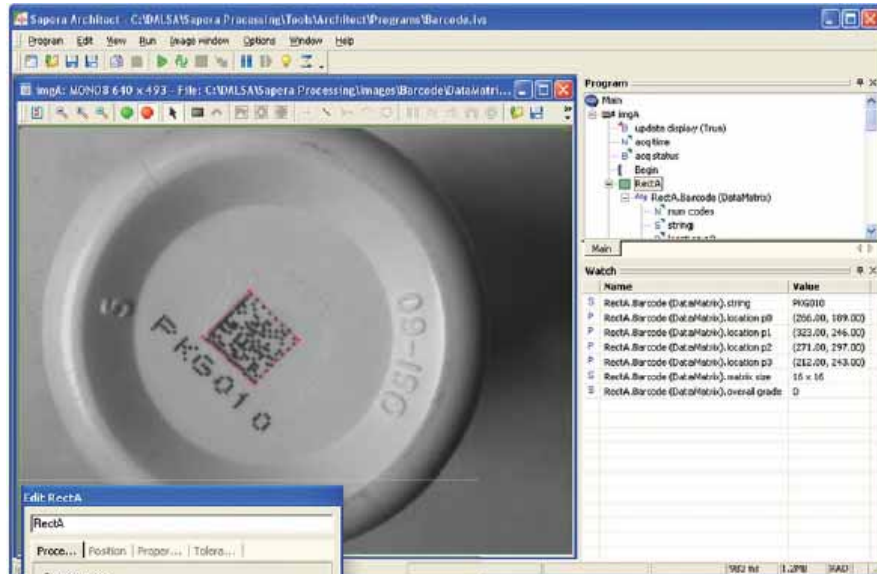 Sapera Architect - C:\DALSA\Sapera Processing\Tools\Architect\Programs\Barcode.ivs
Program Edit View Run Image window Options Window Help
imgA: MONO8 640 x 493 - File: C:\DALSA\Sapera Processing\Images\Barcode\DataMatri...
S
PKG010
Program
Main
imgA
update display (True)
acq time
acq status
Begin
RectA
RectA.Barcode (DataMatrix)
num codes
string
Main
Watch
Name Value
S RectA.Barcode (DataMatrix).string PKG010
P RectA.Barcode (DataMatrix).location p0 (266.00, 189.00)
P RectA.Barcode (DataMatrix).location p1 (323.00, 246.00)
P RectA.Barcode (DataMatrix).location p2 (271.00, 297.00)
P RectA.Barcode (DataMatrix).location p3 (212.00, 243.00)
S RectA.Barcode (DataMatrix).matrix size 16 x 16
S RectA.Barcode (DataMatrix).overall grade D
Edit RectA
RectA
Proce... Position Proper... Tolera...
1.2MB